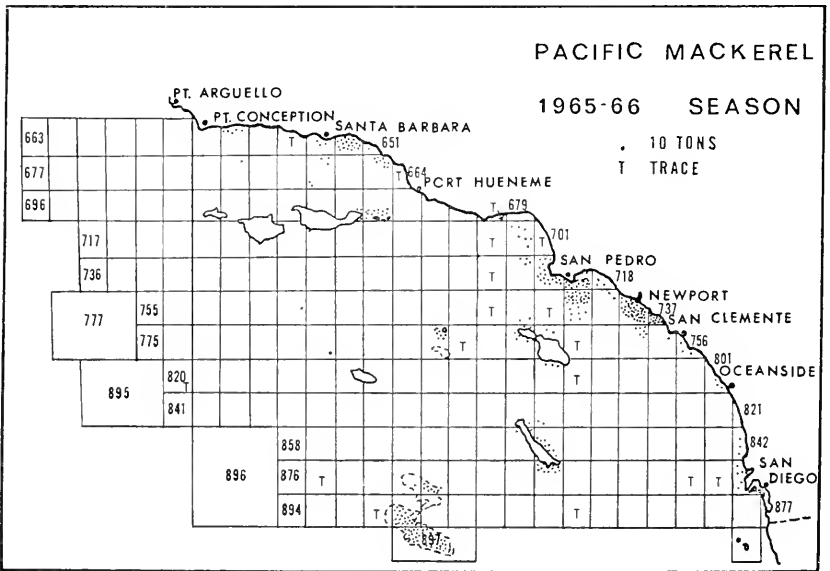 PACIFIC MACKEREL
1965-66 SEASON
. 10 TONS
T TRACE
PT. ARGUELLO
PT. CONCEPTION
SANTA BARBARA
663
T
651
677
T
664
PORT HUENEME
696
T
679
717
T
T
701
SAN PEDRO
736
T
718
NEWPORT
777
755
T
T
737
SAN CLEMENTE
775
T
T
756
801
OCEANSIDE
895
820
T
T
841
821
858
842
SAN
DIEGO
896
876
T
T
T
894
T
T
877
897